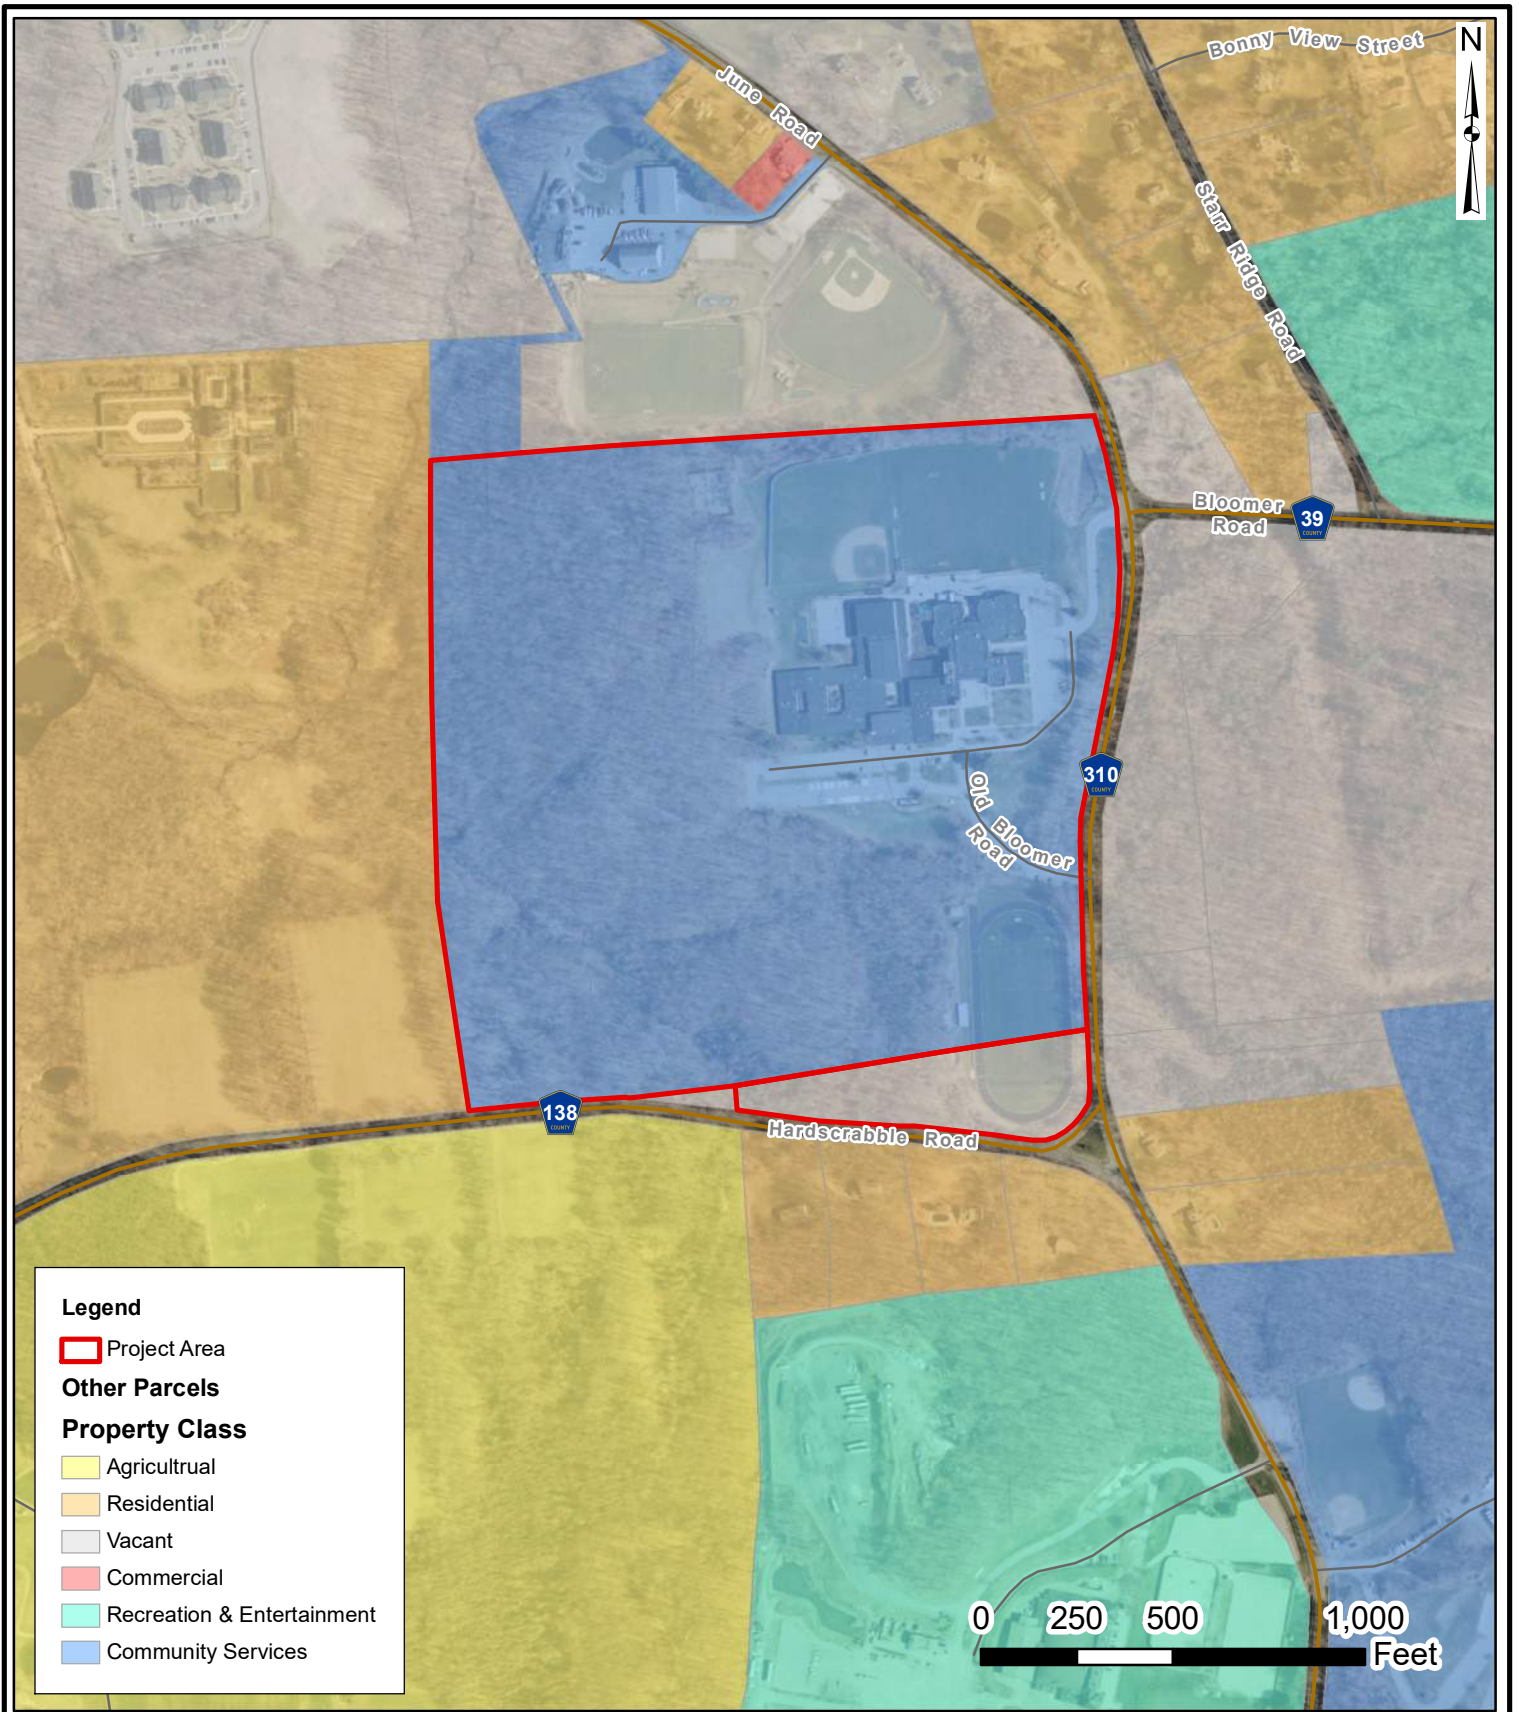 Bonny View Street
N
June Road
Starr Ridge Road
Bloomer
Road
39
COUNTY
310
COUNTY
Old Bloomer
Road
138
COUNTY
Hardscrabble Road
Legend
Project Area
Other Parcels
Property Class
Agricultrual
Residential
Vacant
Commercial
Recreation & Entertainment
Community Services
0 250 500 1,000
Feet